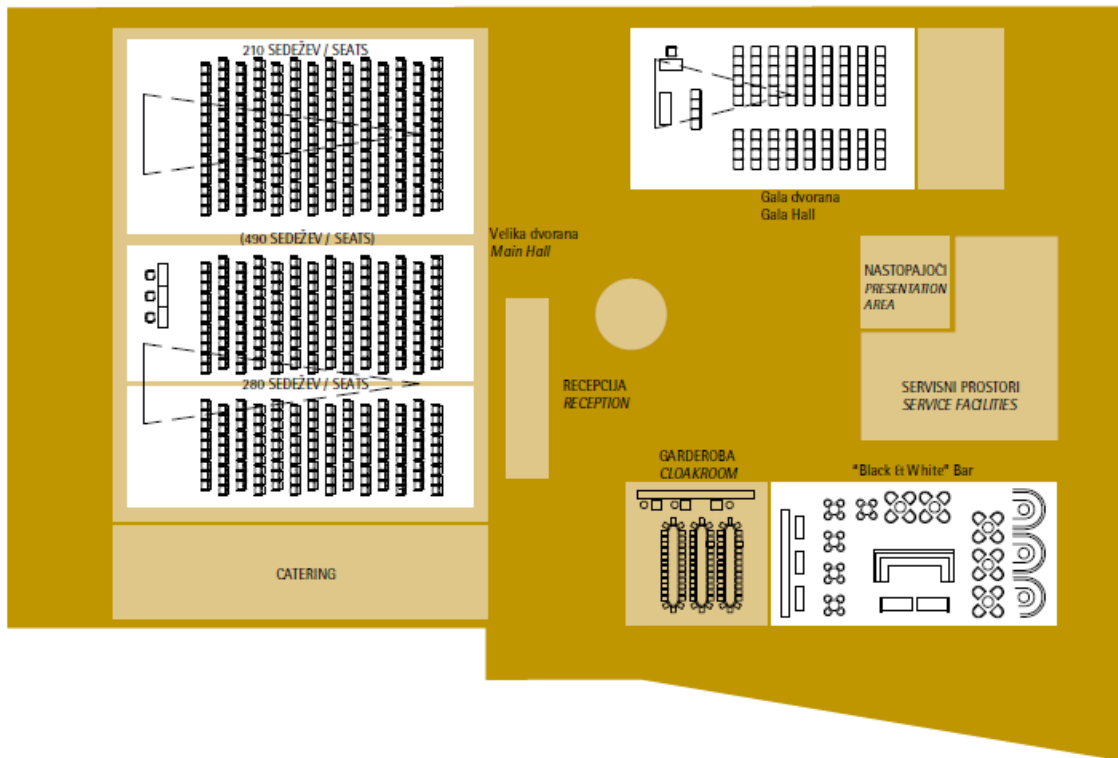 210 SEDEŽEV / SEATS
(490 SEDEŽEV / SEATS)
280 SEDEŽEV / SEATS
CATERING
Velika dvorana
Main Hall
RECEPCIJA
RECEPTION
Gala dvorana
Gala Hall
NASTOPAJOČI
PRESENTATION
AREA
SERVISNI PROSTORI
SERVICE FACILITIES
GARDEROBA
CLOAKROOM
"Black & White" Bar